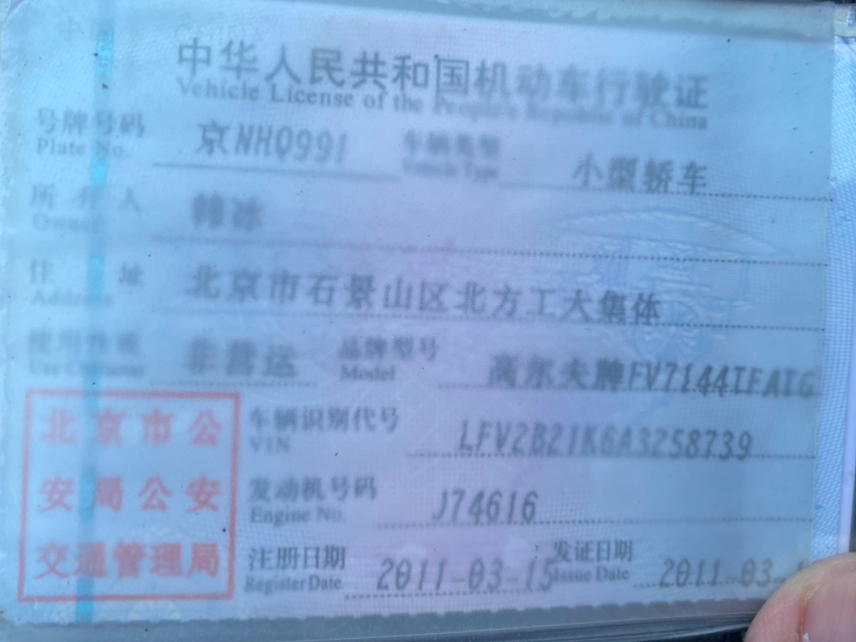 中华人民共和国机动车行驶证
Vehicle License of the People's Republic of China
号牌号码 京NHQ991 车辆类型 小型轿车
Plate No. Vehicle Type
所有人 韩冰
Owner
住址 北京市石景山区北方工大集体
Address
使用性质 非营运 品牌型号 高尔夫牌FV7144TFATG
Use Character Model
车辆识别代号 LFV2B21K6A3258739
VIN
发动机号码 J74616
Engine No.
注册日期 2011-03-15 发证日期 2011-03-
Register Date Issue Date
北京市公
安局公安
交通管理局